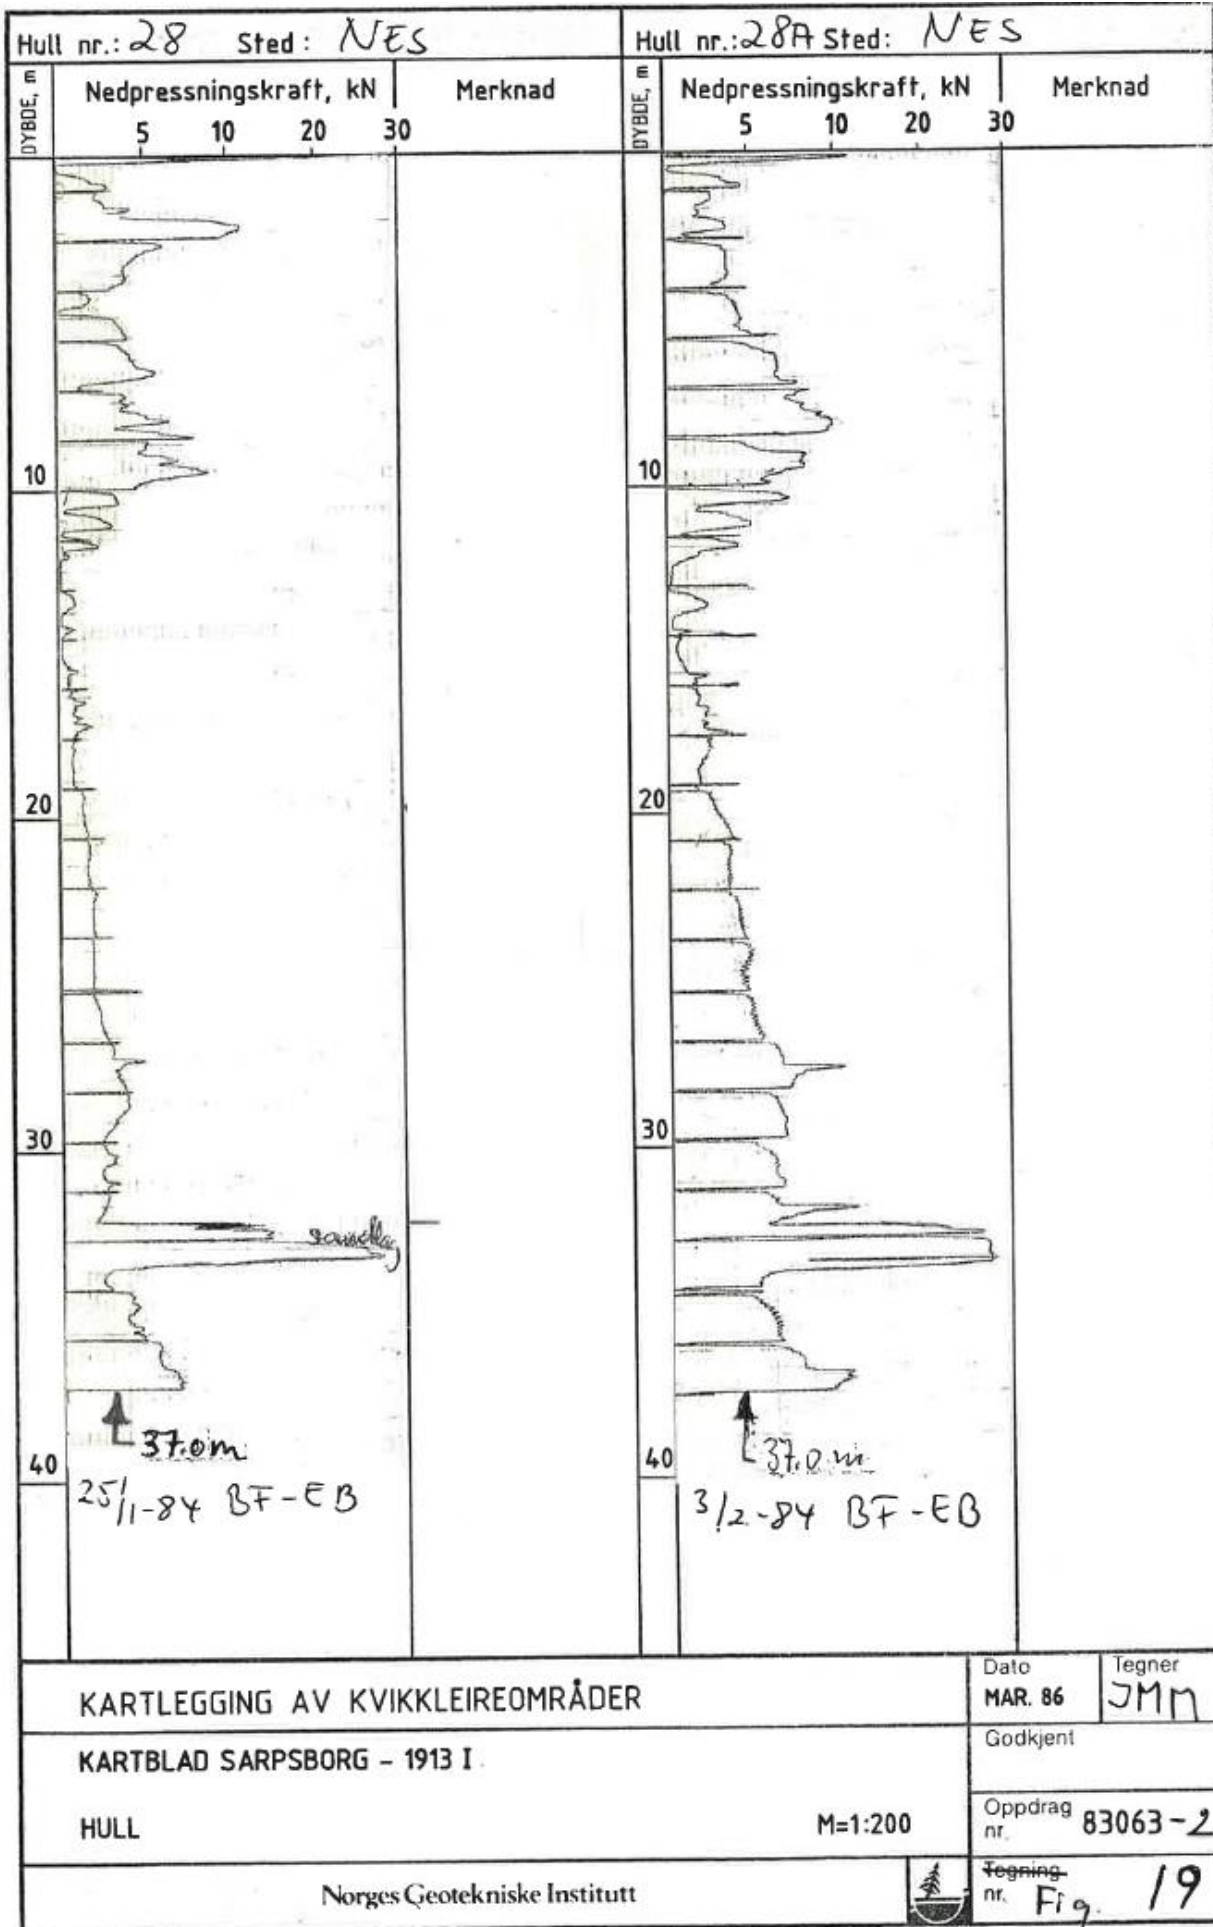 Hull nr.: 28 Sted: NES
DYBDE, m
Nedpressningskraft, kN
Merknad
5 10 20 30
10
20
30
40
37.0m
25/1-84 BF-EB
Hull nr.: 28A Sted: NES
DYBDE, m
Nedpressningskraft, kN
Merknad
5 10 20 30
10
20
30
40
37.0 m
3/2-84 BF-EB
KARTLEGGING AV KVIKKLEIREOMRÅDER
KARTBLAD SARPSBORG - 1913 I
HULL M=1:200
Norges Geotekniske Institutt
Dato
MAR. 86
Tegner
JMM
Godkjent
Oppdrag
nr. 83063-2
Tegning
nr. Fig. 19